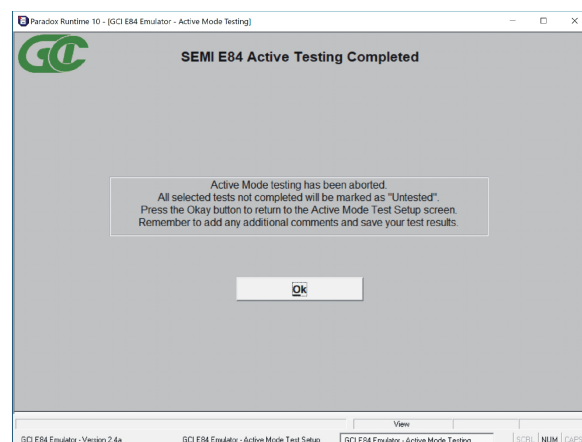 Paradox Runtime 10 - [GCI E84 Emulator - Active Mode Testing]
GCI
SEMI E84 Active Testing Completed
Active Mode testing has been aborted.
All selected tests not completed will be marked as "Untested".
Press the Okay button to return to the Active Mode Test Setup screen.
Remember to add any additional comments and save your test results.
Ok
View
GCI E84 Emulator - Version 2.4a
GCI E84 Emulator - Active Mode Test Setup
GCI E84 Emulator - Active Mode Testing
SCRL
NUM
CAPS